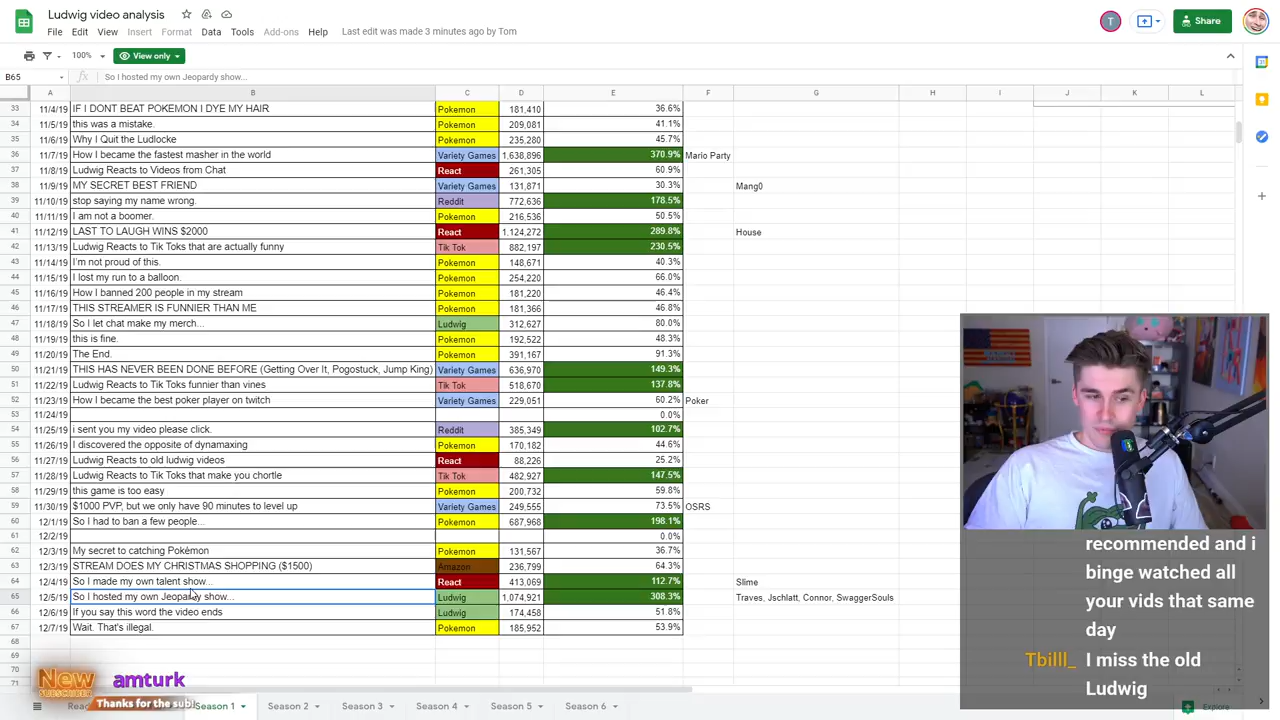 Ludwig video analysis
File Edit View Insert Format Data Tools Add-ons Help Last edit was made 3 minutes ago by Tom
T Share
100% View only
B65 fx So I hosted my own Jeopardy show...
A B C D E F G H I J K L
33 11/4/19 IF I DONT BEAT POKEMON I DYE MY HAIR Pokemon 181,410 36.6%
34 11/5/19 this was a mistake. Pokemon 209,081 41.1%
35 11/6/19 Why I Quit the Ludlocke Pokemon 235,280 45.7%
36 11/7/19 How I became the fastest masher in the world Variety Games 1,638,896 370.9% Mario Party
37 11/8/19 Ludwig Reacts to Videos from Chat React 261,305 60.9%
38 11/9/19 MY SECRET BEST FRIEND Variety Games 131,871 30.3% Mang0
39 11/10/19 stop saying my name wrong. Reddit 772,636 178.5%
40 11/11/19 I am not a boomer. Pokemon 216,536 50.5%
41 11/12/19 LAST TO LAUGH WINS $2000 React 1,124,272 289.8% House
42 11/13/19 Ludwig Reacts to Tik Toks that are actually funny Tik Tok 882,197 230.5%
43 11/14/19 I'm not proud of this. Pokemon 148,671 40.3%
44 11/15/19 I lost my run to a balloon. Pokemon 254,220 66.0%
45 11/16/19 How I banned 200 people in my stream Pokemon 181,220 46.4%
46 11/17/19 THIS STREAMER IS FUNNIER THAN ME Pokemon 181,366 46.8%
47 11/18/19 So I let chat make my merch... Ludwig 312,627 80.0%
48 11/19/19 this is fine. Pokemon 192,522 48.3%
49 11/20/19 The End. Pokemon 391,167 91.3%
50 11/21/19 THIS HAS NEVER BEEN DONE BEFORE (Getting Over It, Pogostuck, Jump King) Variety Games 636,960 149.3%
51 11/22/19 Ludwig Reacts to Tik Toks funnier than vines Tik Tok 518,670 137.8%
52 11/23/19 How I became the best poker player on twitch Variety Games 229,051 60.2% Poker
53 11/24/19 0.0%
54 11/25/19 i sent you my video please click. Reddit 385,349 102.7%
55 11/26/19 I discovered the opposite of dynamaxing Pokemon 170,182 44.6%
56 11/27/19 Ludwig Reacts to old ludwig videos React 88,226 25.2%
57 11/28/19 Ludwig Reacts to Tik Toks that make you chortle Tik Tok 482,927 147.5%
58 11/29/19 this game is too easy Pokemon 200,732 59.8%
59 11/30/19 $1000 PVP, but we only have 90 minutes to level up Variety Games 249,555 73.5% OSRS
60 12/1/19 So I had to ban a few people... Pokemon 687,968 198.1%
61 12/2/19 0.0%
62 12/3/19 My secret to catching Pokémon Pokemon 131,567 36.7%
63 12/3/19 STREAM DOES MY CHRISTMAS SHOPPING ($1500) Amazon 236,799 64.3%
64 12/4/19 So I made my own talent show... React 413,069 112.7% Slime
65 12/5/19 So I hosted my own Jeopardy show... Ludwig 1,074,921 308.3% Traves, Jschlatt, Connor, SwaggerSouls
66 12/6/19 If you say this word the video ends Ludwig 174,458 51.8%
67 12/7/19 Wait. That's illegal. Pokemon 185,952 53.9%
68
69
70
71
recommended and i
binge watched all
your vids that same
day
Tbilll_ I miss the old
Ludwig
New amturk
SUBSCRIBER Thanks for the sub!
Season 1 Season 2 Season 3 Season 4 Season 5 Season 6 Explore